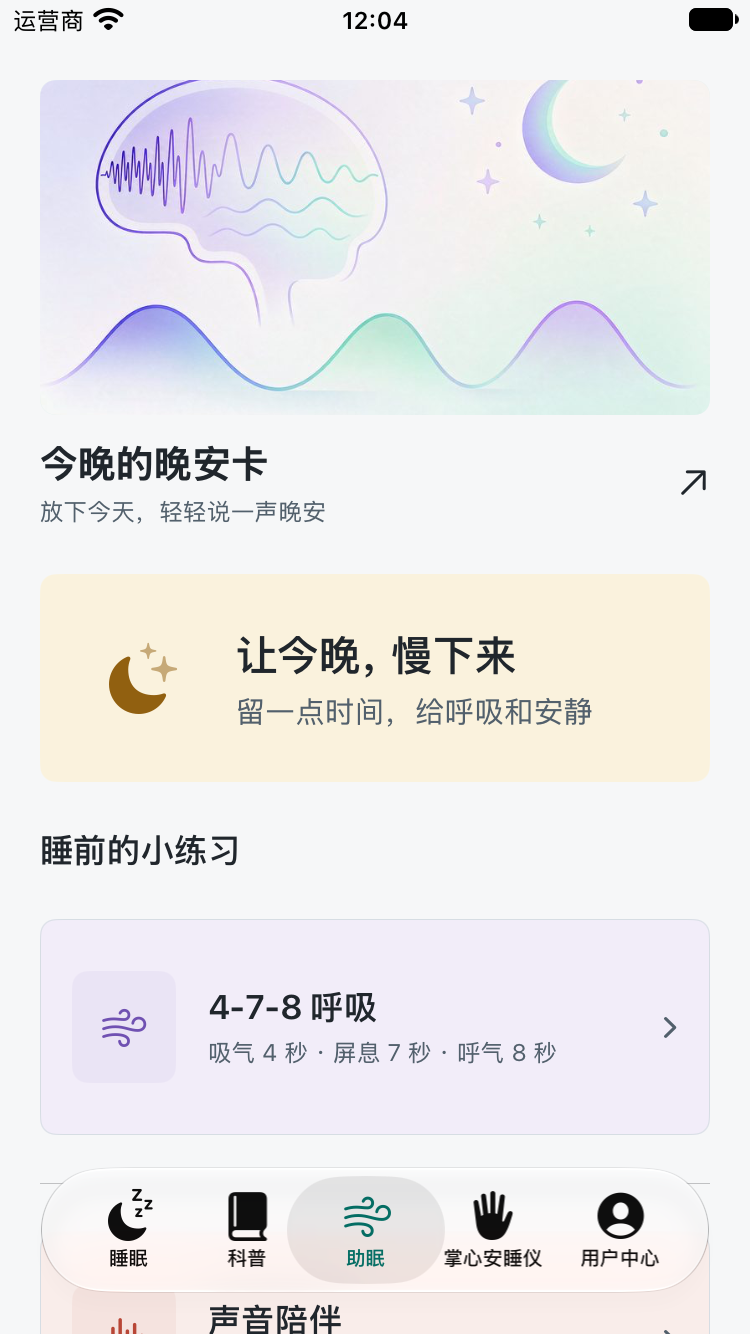 运营商
12:04
今晚的晚安卡
放下今天，轻轻说一声晚安
让今晚，慢下来
留一点时间，给呼吸和安静
睡前的小练习
4-7-8 呼吸
吸气 4 秒 · 屏息 7 秒 · 呼气 8 秒
睡眠
科普
助眠
掌心安睡仪
用户中心
声音陪伴